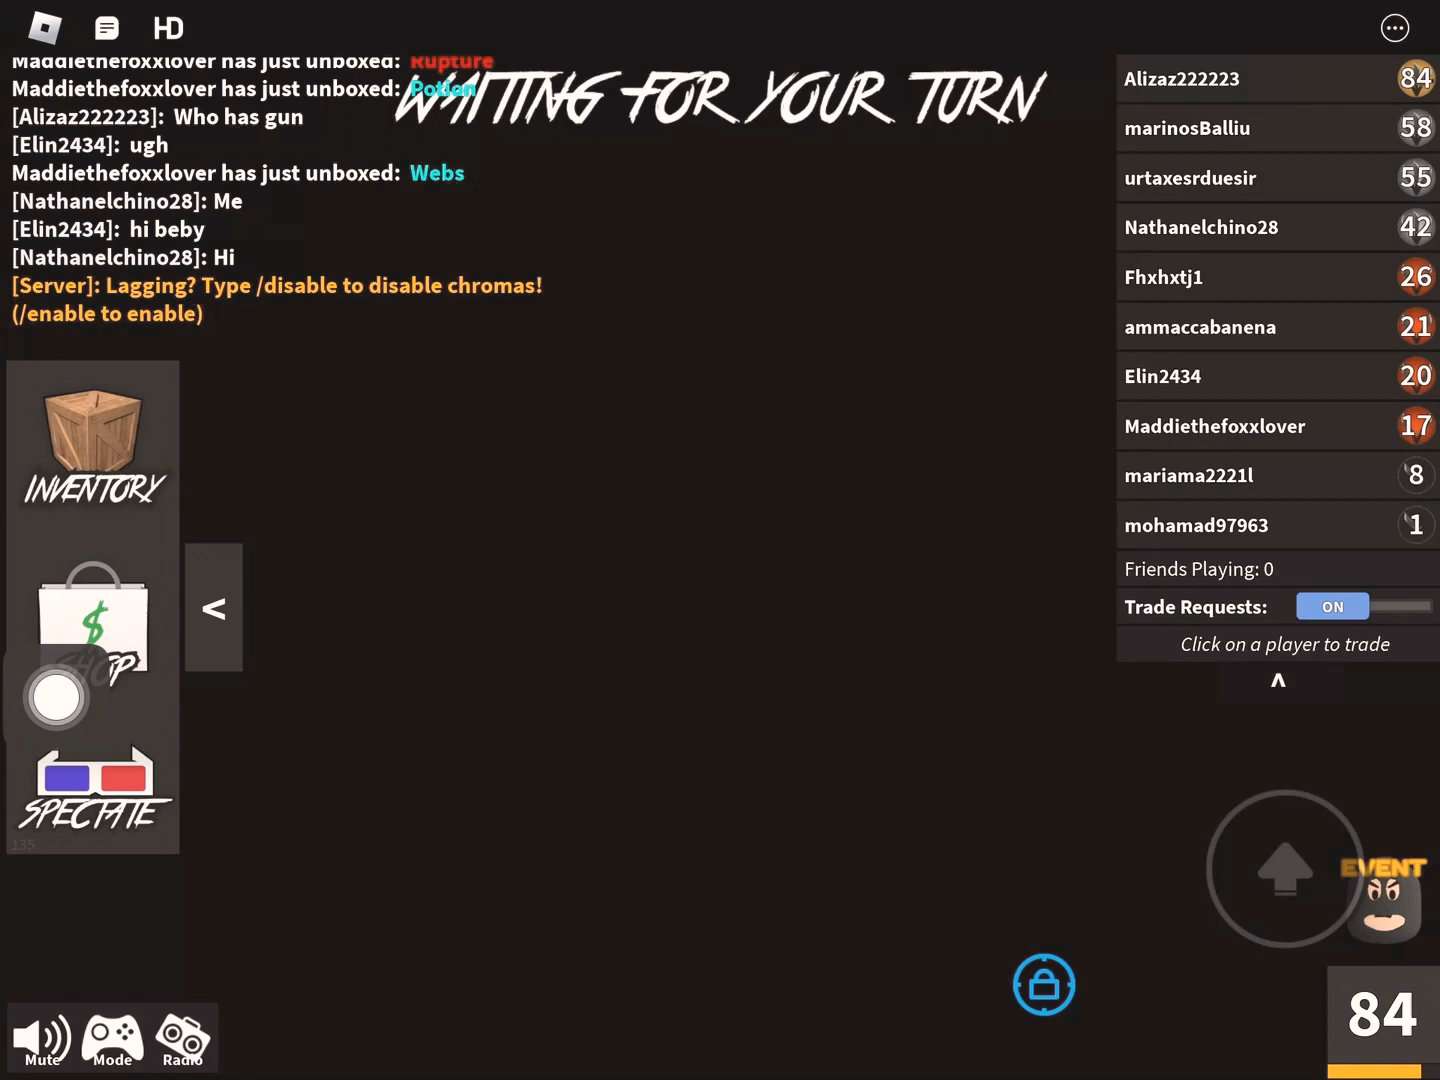 HD
Maddiethefoxxlover has just unboxed: Rupture
Maddiethefoxxlover has just unboxed: Potion
WAITING FOR YOUR TURN
[Alizaz222223]: Who has gun
[Elin2434]: ugh
Maddiethefoxxlover has just unboxed: Webs
[Nathanelchino28]: Me
[Elin2434]: hi beby
[Nathanelchino28]: Hi
[Server]: Lagging? Type /disable to disable chromas!
(/enable to enable)
INVENTORY
$
SHOP
<
SPECTATE
135
Mute
Mode
Radio
Alizaz222223 84
marinosBalliu 58
urtaxesrduesir 55
Nathanelchino28 42
Fhxhxtj1 26
ammaccabanena 21
Elin2434 20
Maddiethefoxxlover 17
mariama2221l 8
mohamad97963 1
Friends Playing: 0
Trade Requests: ON
Click on a player to trade
EVENT
84